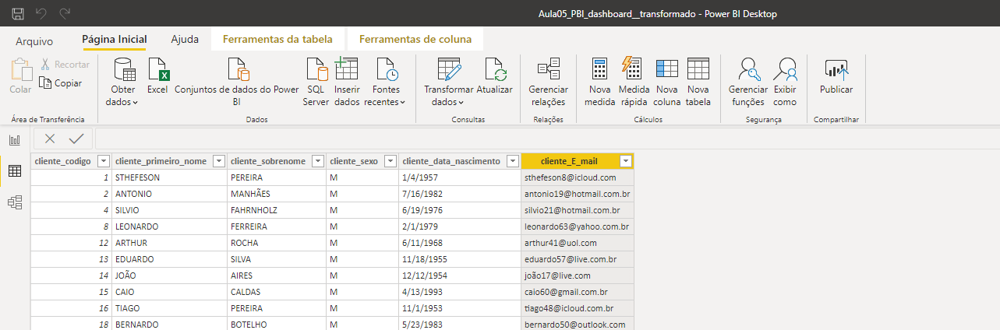 Aula05_PBI_dashboard__transformado - Power BI Desktop
Arquivo Página Inicial Ajuda Ferramentas da tabela Ferramentas de coluna
Colar
Recortar
Copiar
Área de Transferência
Obter dados
Excel
Conjuntos de dados do Power BI
SQL Server
Inserir dados
Fontes recentes
Dados
Transformar dados
Atualizar
Consultas
Gerenciar relações
Relações
Nova medida
Medida rápida
Nova coluna
Nova tabela
Cálculos
Gerenciar funções
Exibir como
Segurança
Publicar
Compartilhar
cliente_codigo cliente_primeiro_nome cliente_sobrenome cliente_sexo cliente_data_nascimento cliente_E_mail
1 STHEFESON PEREIRA M 1/4/1957 sthefeson8@icloud.com
2 ANTONIO MANHÃES M 7/16/1982 antonio19@hotmail.com.br
4 SILVIO FAHRNHOLZ M 6/19/1976 silvio21@hotmail.com.br
8 LEONARDO FERREIRA M 2/1/1979 leonardo63@yahoo.com.br
12 ARTHUR ROCHA M 6/11/1968 arthur41@uol.com
13 EDUARDO SILVA M 11/18/1955 eduardo57@live.com.br
14 JOÃO AIRES M 12/12/1954 joão17@live.com
15 CAIO CALDAS M 4/13/1993 caio60@gmail.com.br
16 TIAGO PEREIRA M 11/1/1953 tiago48@icloud.com.br
18 BERNARDO BOTELHO M 5/23/1983 bernardo50@outlook.com